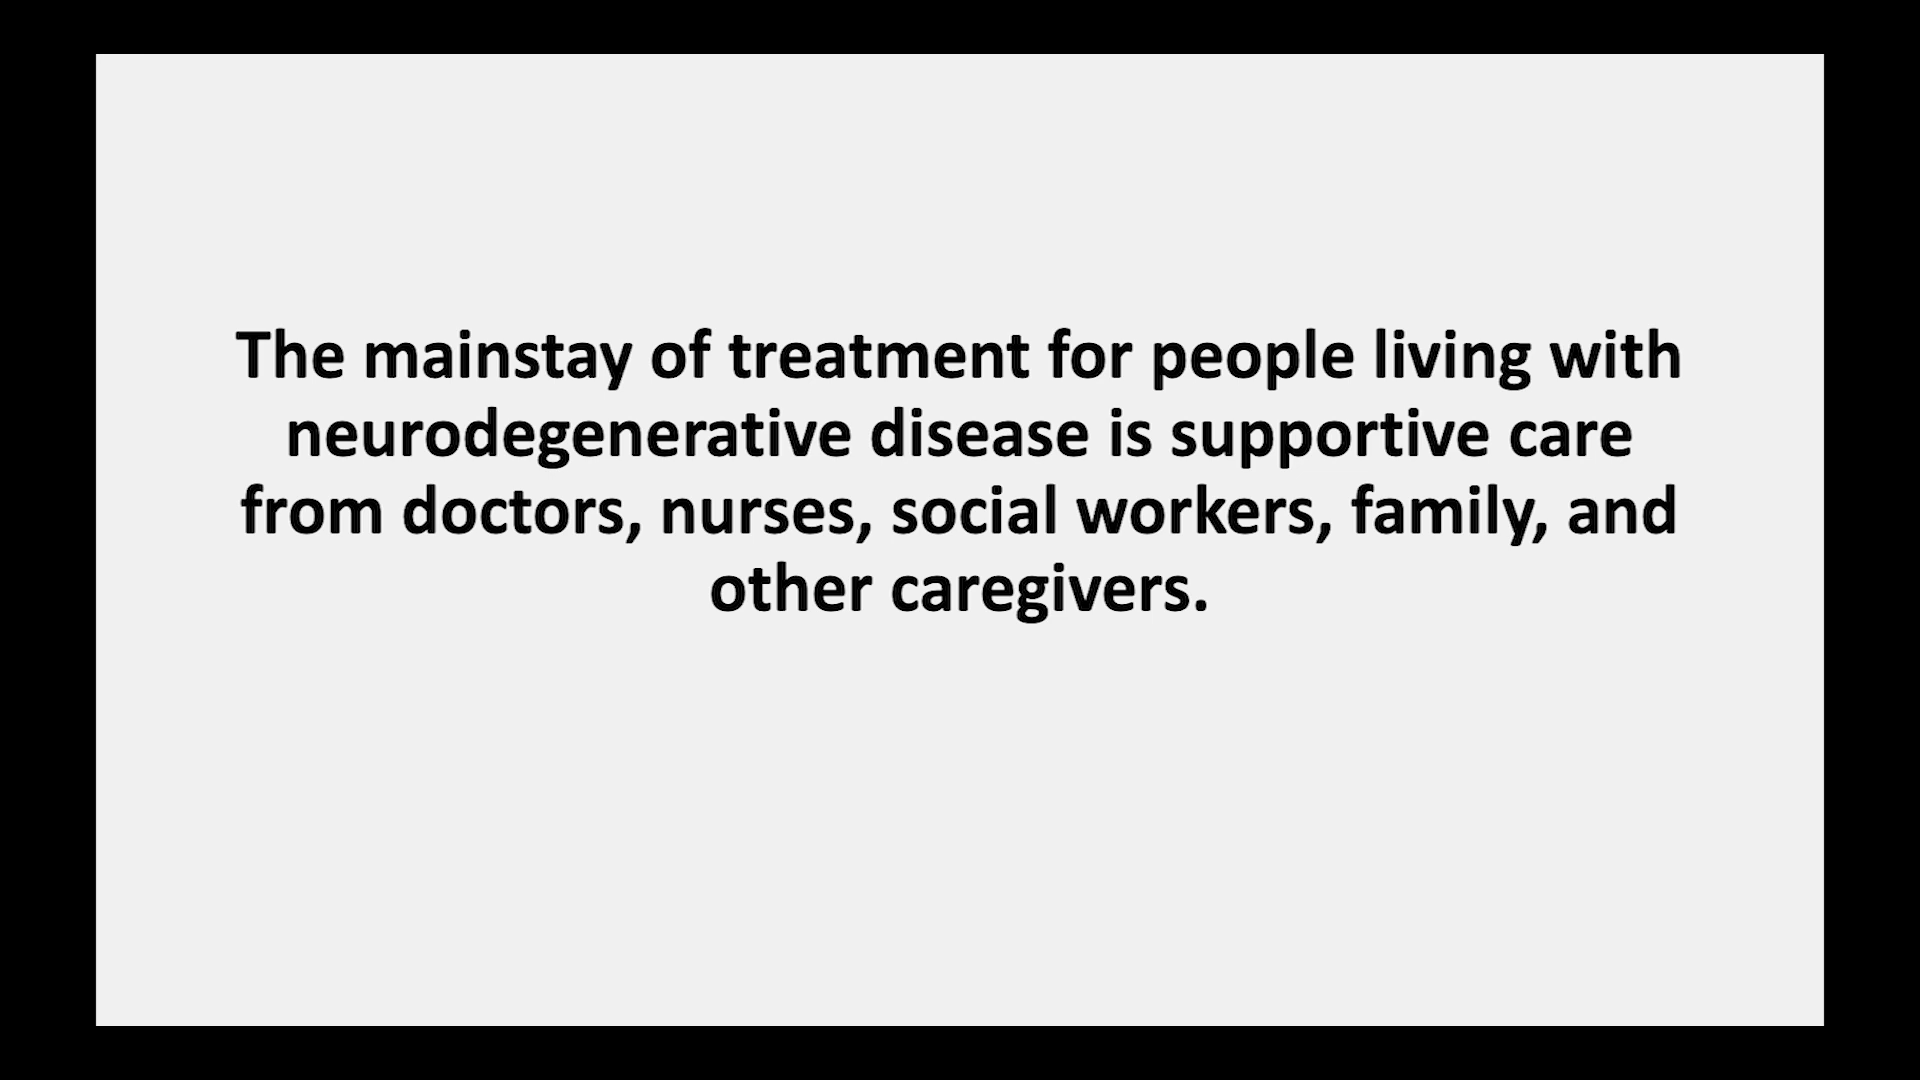 The mainstay of treatment for people living with
neurodegenerative disease is supportive care
from doctors, nurses, social workers, family, and
other caregivers.